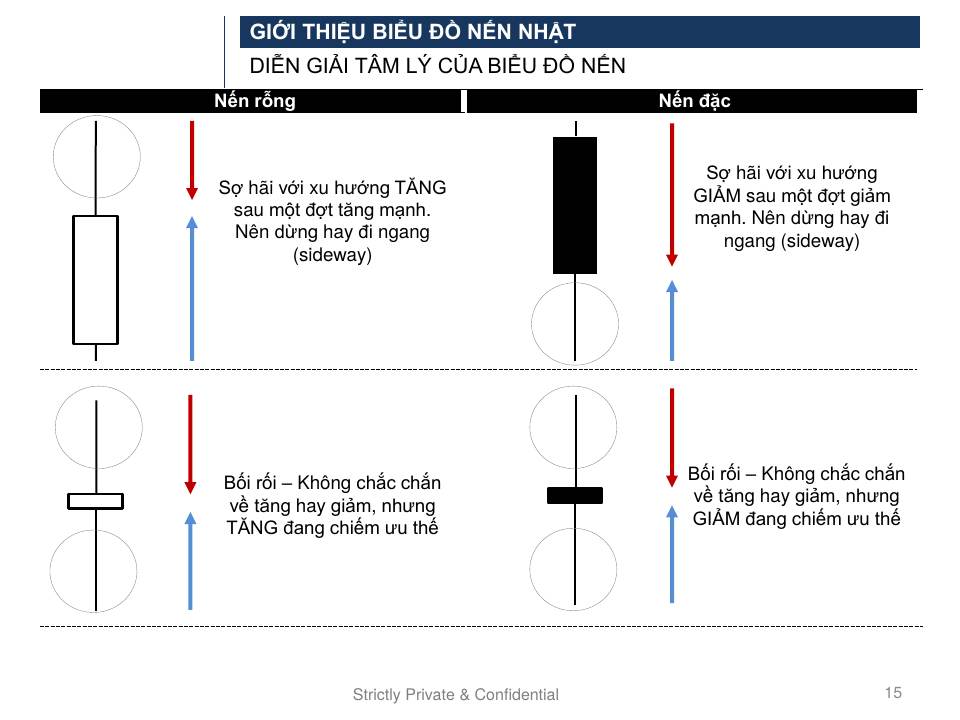 GIỚI THIỆU BIỂU ĐỒ NẾN NHẬT
DIỄN GIẢI TÂM LÝ CỦA BIỂU ĐỒ NẾN
Nến rỗng
Nến đặc
Sợ hãi với xu hướng TĂNG
sau một đợt tăng mạnh.
Nên dừng hay đi ngang
(sideway)
Sợ hãi với xu hướng
GIẢM sau một đợt giảm
mạnh. Nên dừng hay đi
ngang (sideway)
Bối rối – Không chắc chắn
về tăng hay giảm, nhưng
TĂNG đang chiếm ưu thế
Bối rối – Không chắc chắn
về tăng hay giảm, nhưng
GIẢM đang chiếm ưu thế
Strictly Private & Confidential
15